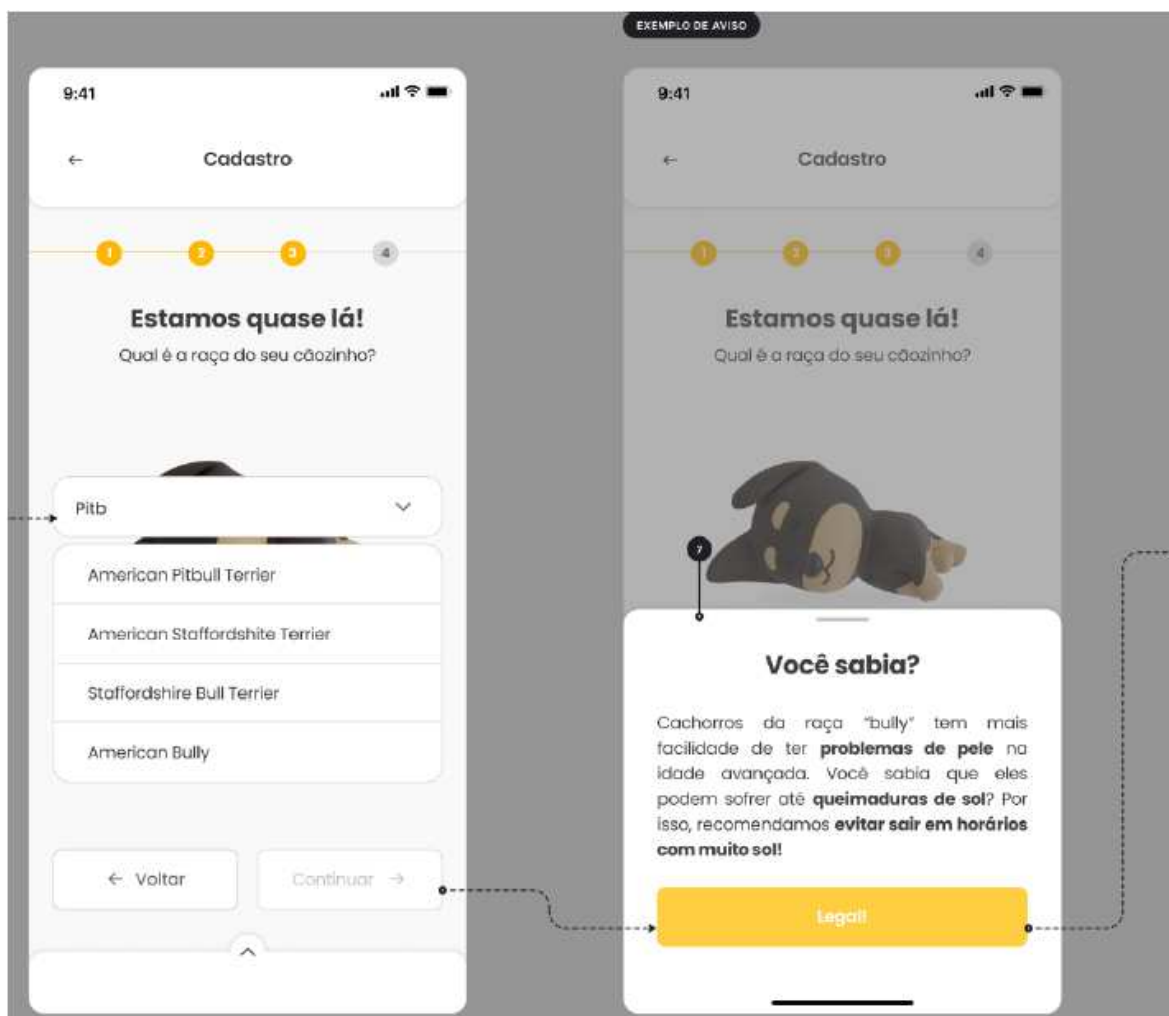 EXEMPLO DE AVISO
9:41
Cadastro
1 2 3 4
Estamos quase lá!
Qual é a raça do seu cãozinho?
Pitb
American Pitbull Terrier
American Staffordshite Terrier
Staffordshire Bull Terrier
American Bully
← Voltar
Continuar →
9:41
Cadastro
1 2 3 4
Estamos quase lá!
Qual é a raça do seu cãozinho?
7
Você sabia?
Cachorros da raça "bully" tem mais
facilidade de ter problemas de pele na
idade avançada. Você sabia que eles
podem sofrer até queimaduras de sol? Por
isso, recomendamos evitar sair em horários
com muito sol!
Legal!